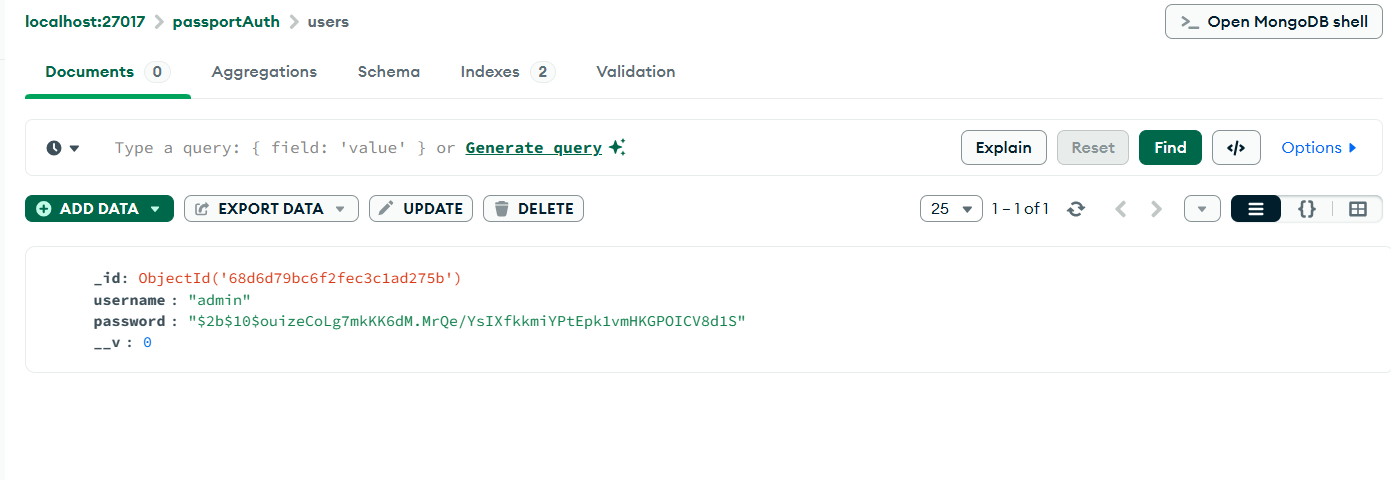 localhost:27017 > passportAuth > users
>_ Open MongoDB shell
Documents 0 Aggregations Schema Indexes 2 Validation
Type a query: { field: 'value' } or Generate query
Explain Reset Find </> Options
ADD DATA EXPORT DATA UPDATE DELETE
25 1 – 1 of 1 {}
_id: ObjectId('68d6d79bc6f2fec3c1ad275b')
username : "admin"
password : "$2b$10$ouizeCoLg7mkKK6dM.MrQe/YsIXfkkmiYPtEpk1vmHKGPOICV8d1S"
__v : 0